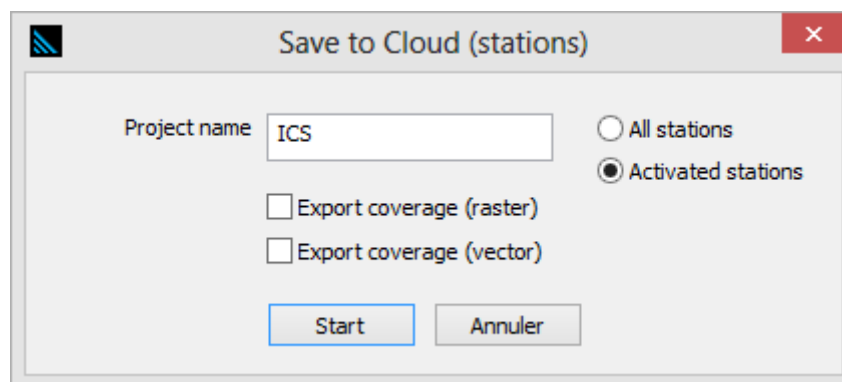 Save to Cloud (stations)
Project name ICS
All stations
Activated stations
Export coverage (raster)
Export coverage (vector)
Start Annuler